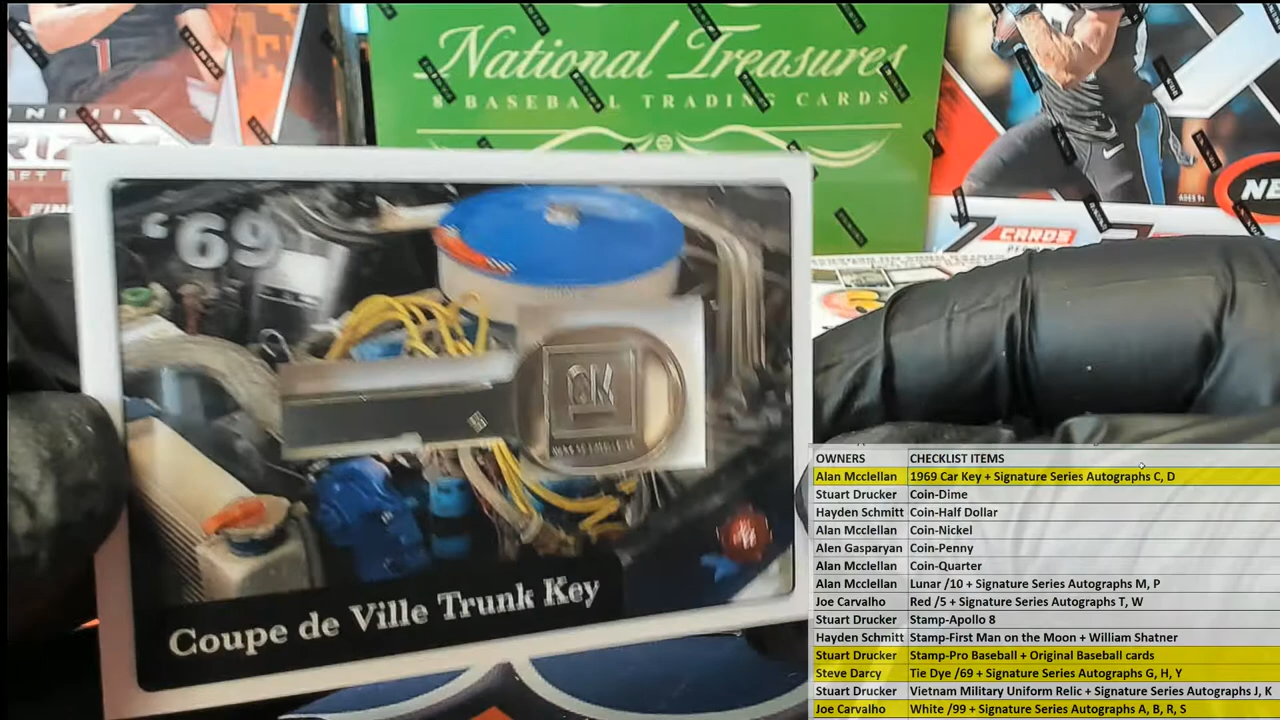 National Treasures
8 BASEBALL TRADING CARDS
CARDS
NE
'69
Coupe de Ville Trunk Key
OWNERS CHECKLIST ITEMS
Alan Mcclellan 1969 Car Key + Signature Series Autographs C, D
Stuart Drucker Coin-Dime
Hayden Schmitt Coin-Half Dollar
Alan Mcclellan Coin-Nickel
Alen Gasparyan Coin-Penny
Alan Mcclellan Coin-Quarter
Alan Mcclellan Lunar /10 + Signature Series Autographs M, P
Joe Carvalho Red /5 + Signature Series Autographs T, W
Stuart Drucker Stamp-Apollo 8
Hayden Schmitt Stamp-First Man on the Moon + William Shatner
Stuart Drucker Stamp-Pro Baseball + Original Baseball cards
Steve Darcy Tie Dye /69 + Signature Series Autographs G, H, Y
Stuart Drucker Vietnam Military Uniform Relic + Signature Series Autographs J, K
Joe Carvalho White /99 + Signature Series Autographs A, B, R, S